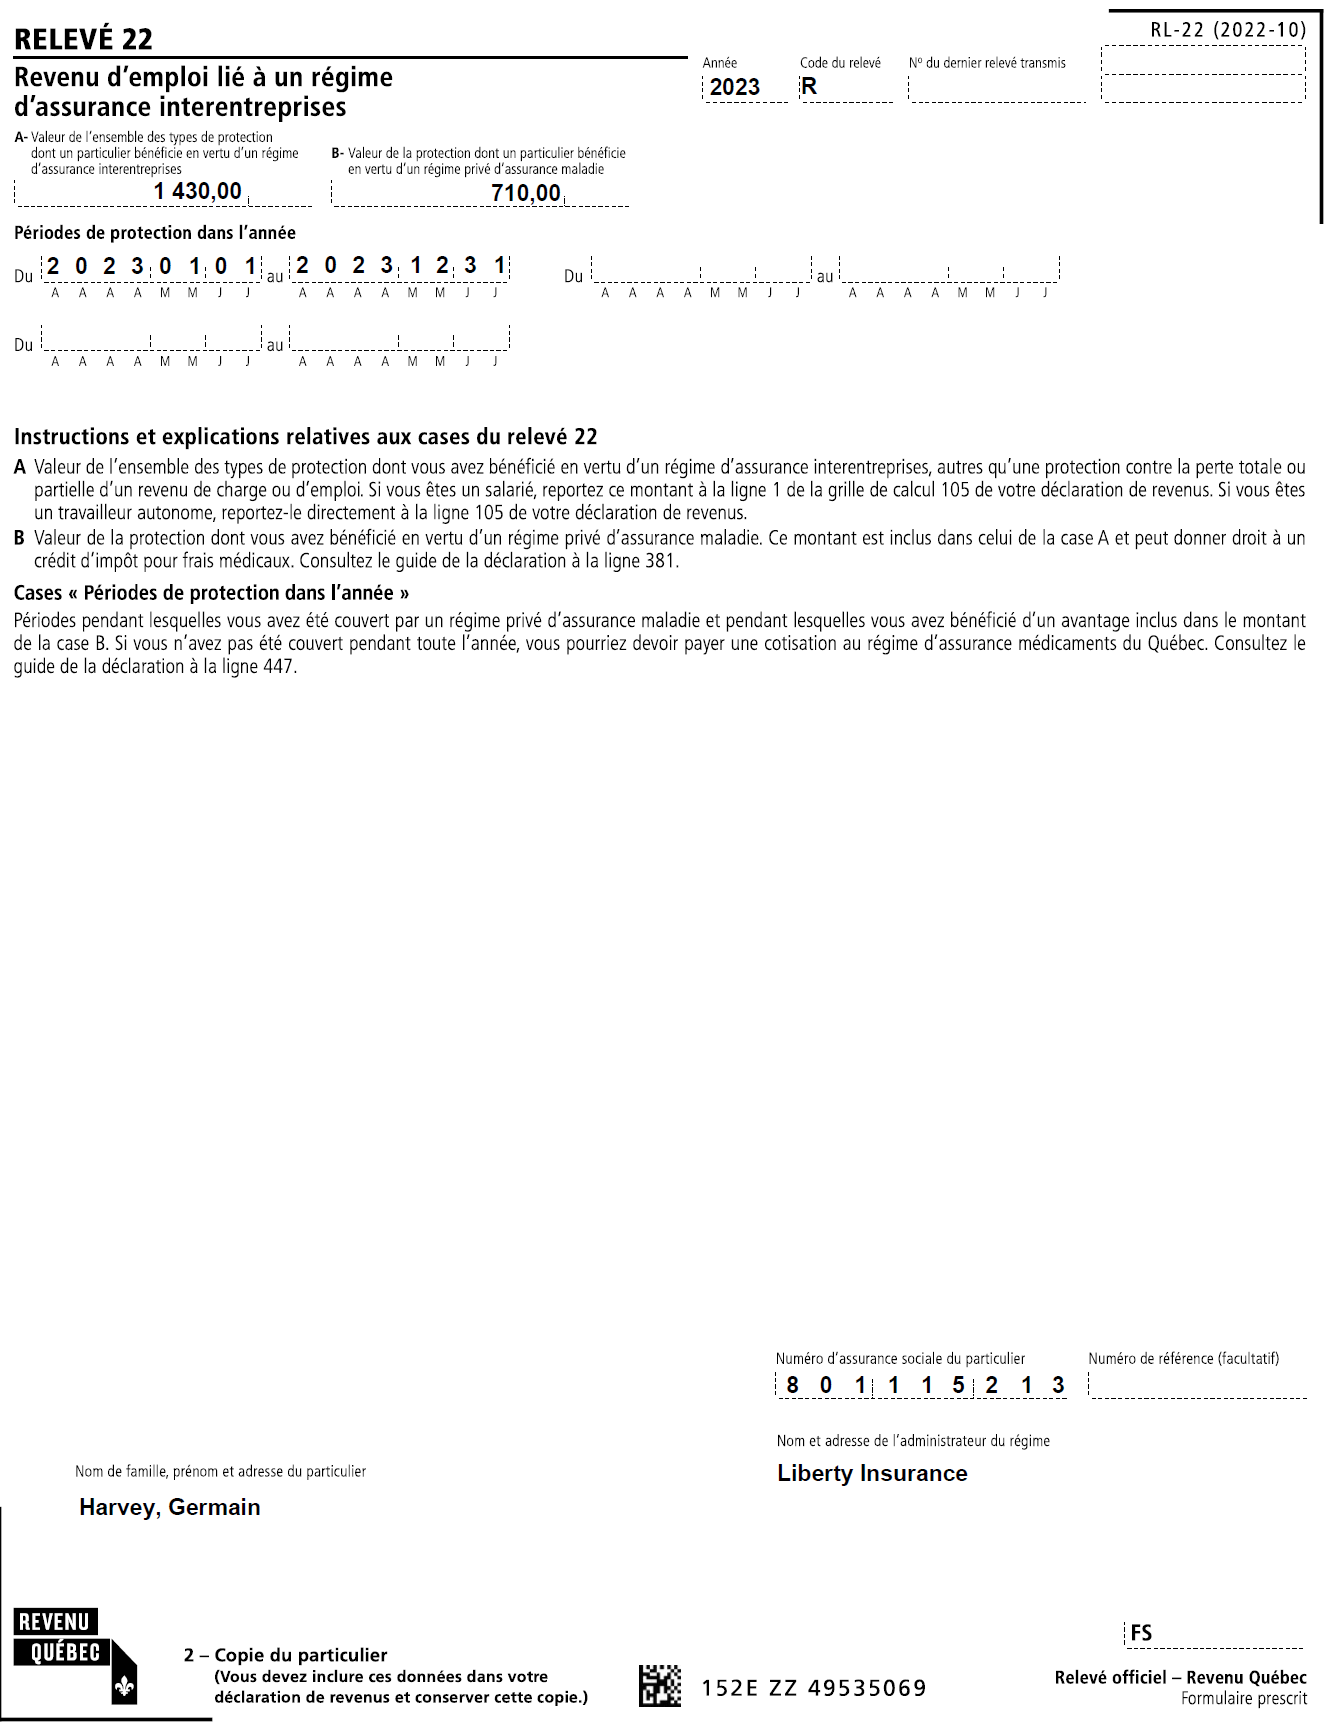 RELEVÉ 22
RL-22 (2022-10)
Revenu d'emploi lié à un régime
d'assurance interentreprises
Année
Code du relevé
Nº du dernier relevé transmis
2023
R
A- Valeur de l'ensemble des types de protection
dont un particulier bénéficie en vertu d'un régime
d'assurance interentreprises
B- Valeur de la protection dont un particulier bénéficie
en vertu d'un régime privé d'assurance maladie
1 430,00
710,00
Périodes de protection dans l'année
Du 2 0 2 3 0 1 0 1 au 2 0 2 3 1 2 3 1 Du au
A A A A M M J J A A A A M M J J A A A A M M J J A A A A M M J J
Du au
A A A A M M J J A A A A M M J J
Instructions et explications relatives aux cases du relevé 22
A Valeur de l'ensemble des types de protection dont vous avez bénéficié en vertu d'un régime d'assurance interentreprises, autres qu'une protection contre la perte totale ou
partielle d'un revenu de charge ou d'emploi. Si vous êtes un salarié, reportez ce montant à la ligne 1 de la grille de calcul 105 de votre déclaration de revenus. Si vous êtes
un travailleur autonome, reportez-le directement à la ligne 105 de votre déclaration de revenus.
B Valeur de la protection dont vous avez bénéficié en vertu d'un régime privé d'assurance maladie. Ce montant est inclus dans celui de la case A et peut donner droit à un
crédit d'impôt pour frais médicaux. Consultez le guide de la déclaration à la ligne 381.
Cases « Périodes de protection dans l'année »
Périodes pendant lesquelles vous avez été couvert par un régime privé d'assurance maladie et pendant lesquelles vous avez bénéficié d'un avantage inclus dans le montant
de la case B. Si vous n'avez pas été couvert pendant toute l'année, vous pourriez devoir payer une cotisation au régime d'assurance médicaments du Québec. Consultez le
guide de la déclaration à la ligne 447.
Numéro d'assurance sociale du particulier
Numéro de référence (facultatif)
8 0 1 1 1 5 2 1 3
Nom et adresse de l'administrateur du régime
Liberty Insurance
Nom de famille, prénom et adresse du particulier
Harvey, Germain
REVENU
QUÉBEC
2 – Copie du particulier
(Vous devez inclure ces données dans votre
déclaration de revenus et conserver cette copie.)
152E ZZ 49535069
FS
Relevé officiel – Revenu Québec
Formulaire prescrit